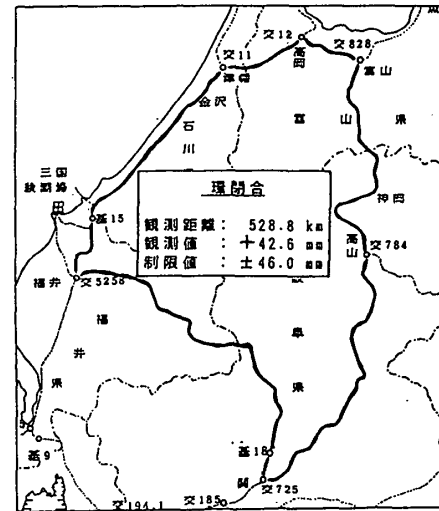 交12
交828
高岡
富山
交11
津幡
金沢
石川
富山県
三国
験潮場
神岡
基15
環閉合
観測距離： 528.8 km
観測値： ＋42.6 mm
制限値： ±46.0 mm
高山
交784
福井
交5258
福井県
岐阜県
基18
関
交725
基9
交185
交194.1